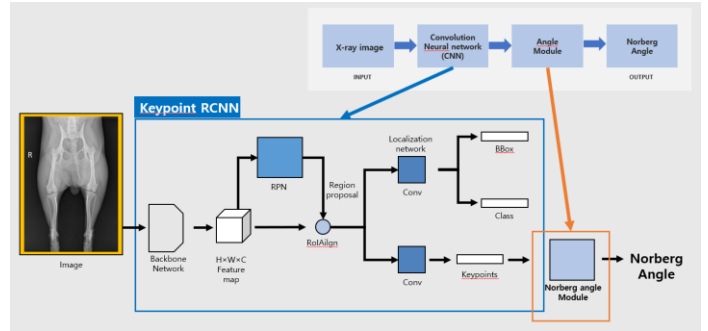 X-ray image
Convolution
Neural network
(CNN)
Angle
Module
Norberg
Angle
INPUT
OUTPUT
Keypoint RCNN
R
Image
Backbone
Network
H×W×C
Feature
map
RPN
Region
proposal
RoIAilgn
Localization
network
Conv
BBox
Class
Conv
Keypoints
Norberg angle
Module
Norberg
Angle